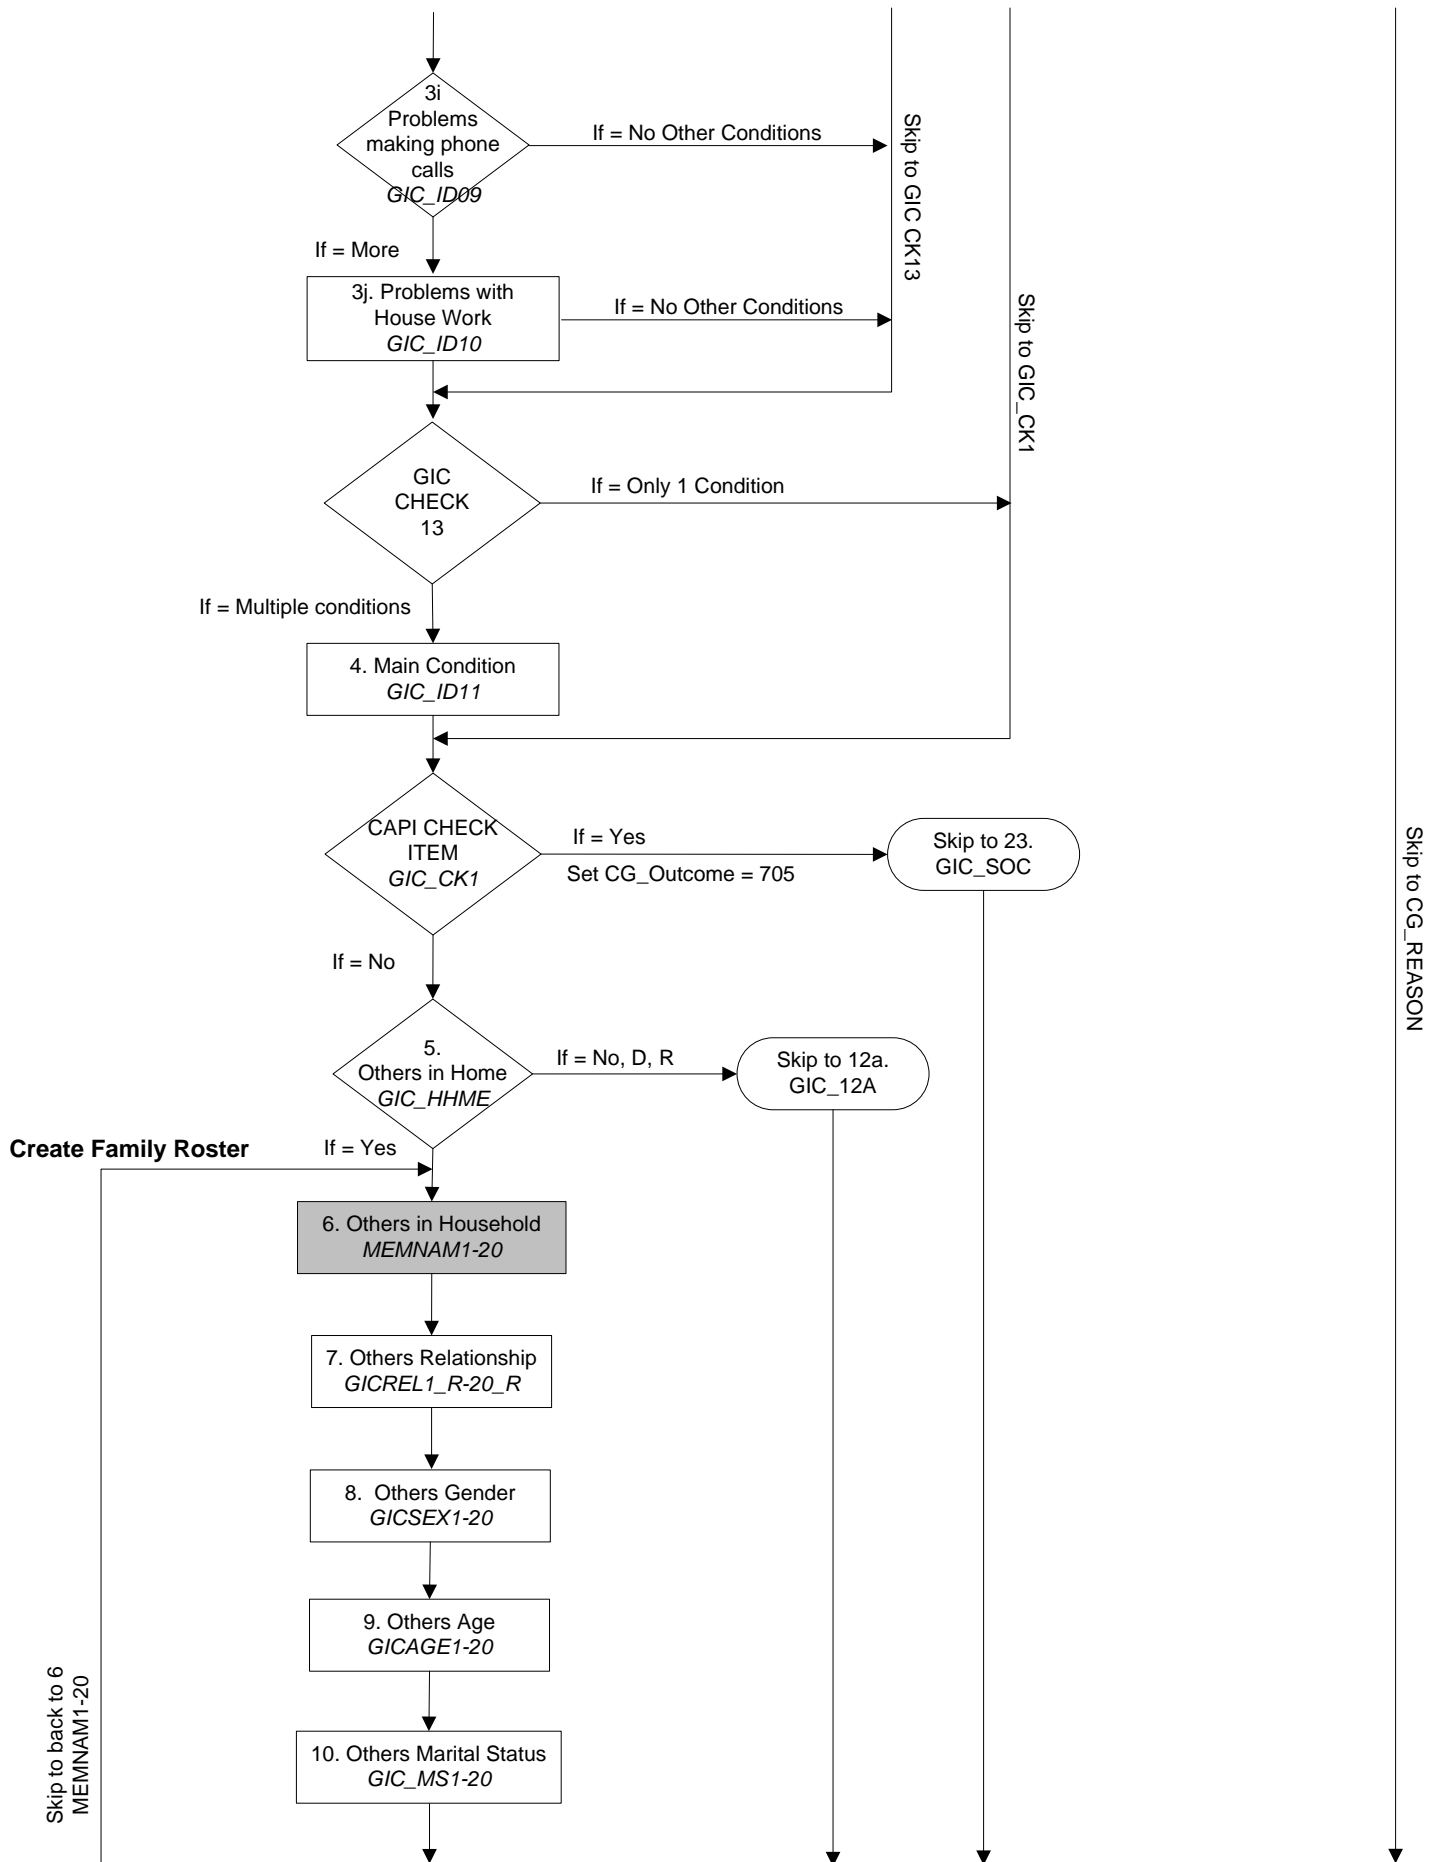 3i
Problems
making phone
calls
GIC_ID09
If = No Other Conditions
Skip to GIC CK13
If = More
3j. Problems with
House Work
GIC_ID10
If = No Other Conditions
Skip to GIC_CK1
GIC
CHECK
13
If = Only 1 Condition
If = Multiple conditions
4. Main Condition
GIC_ID11
CAPI CHECK
ITEM
GIC_CK1
If = Yes
Set CG_Outcome = 705
Skip to 23.
GIC_SOC
Skip to CG_REASON
If = No
5.
Others in Home
GIC_HHME
If = No, D, R
Skip to 12a.
GIC_12A
Create Family Roster
If = Yes
6. Others in Household
MEMNAM1-20
7. Others Relationship
GICREL1_R-20_R
8. Others Gender
GICSEX1-20
9. Others Age
GICAGE1-20
Skip to back to 6
MEMNAM1-20
10. Others Marital Status
GIC_MS1-20